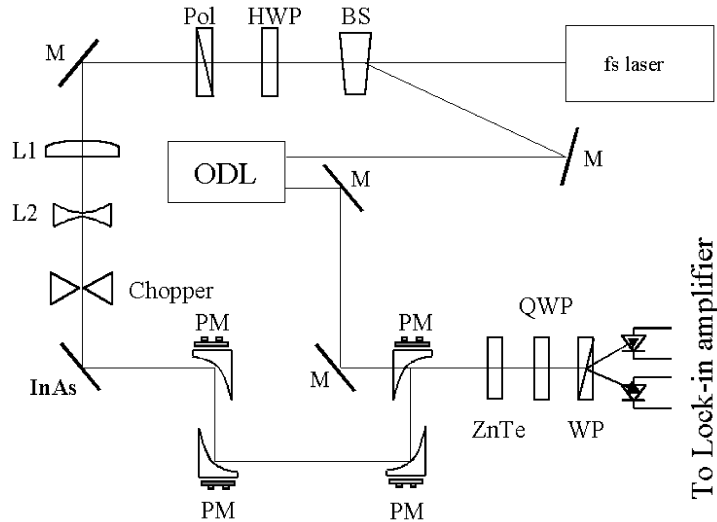 Pol HWP BS
M
fs laser
L1
ODL
M
M
L2
To Lock-in amplifier
Chopper
PM
PM
QWP
InAs
M
ZnTe
WP
PM
PM